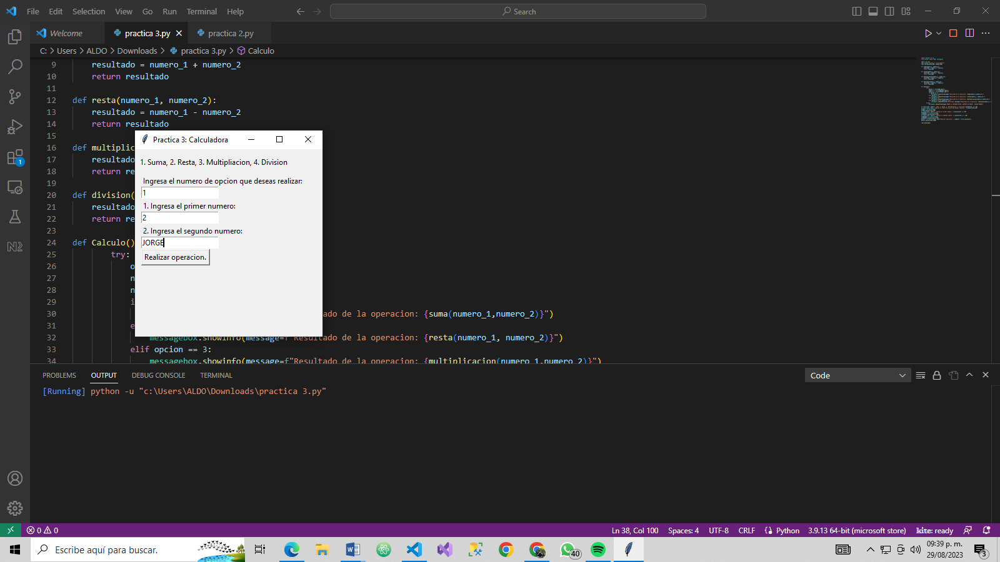 File Edit Selection View Go Run Terminal Help
Search
Welcome
practica 3.py
practica 2.py
C: > Users > ALDO > Downloads > practica 3.py > Calculo
9 resultado = numero_1 + numero_2
10 return resultado
11
12 def resta(numero_1, numero_2):
13 resultado = numero_1 - numero_2
14 return resultado
15
16 def multiplic
17 resultado
18 return re
19
20 def division(
21 resultado
22 return re
23
24 def Calculo()
25 try:
26 o
27 n
28 n
29 i
30 ado de la operacion: {suma(numero_1,numero_2)}")
31 e
32 messagebox.showinfo(message=f"Resultado de la operacion: {resta(numero_1, numero_2)}")
33 elif opcion == 3:
34 messagebox.showinfo(message=f"Resultado de la operacion: {multiplicacion(numero_1,numero_2)}")
Practica 3: Calculadora
1. Suma, 2. Resta, 3. Multipliacion, 4. Division
Ingresa el numero de opcion que deseas realizar:
1
1. Ingresa el primer numero:
2
2. Ingresa el segundo numero:
JORGE
Realizar operacion.
PROBLEMS OUTPUT DEBUG CONSOLE TERMINAL
Code
[Running] python -u "c:\Users\ALDO\Downloads\practica 3.py"
1
0 0
Ln 38, Col 100 Spaces: 4 UTF-8 CRLF Python 3.9.13 64-bit (microsoft store) kite: ready
Escribe aquí para buscar.
40
09:39 p. m.
29/08/2023
3